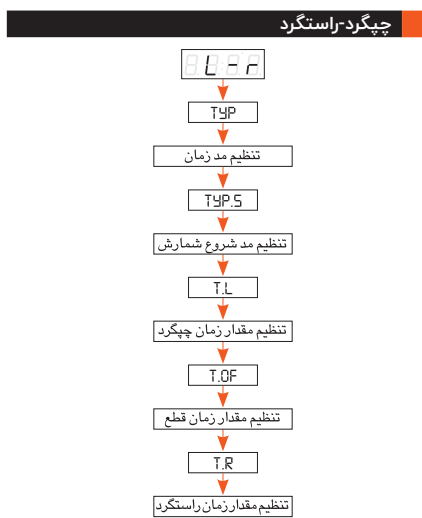 چپگرد-راستگرد
L-r
TYP
تنظیم مد زمان
TYP.S
تنظیم مد شروع شمارش
T.L
تنظیم مقدار زمان چپگرد
T.OF
تنظیم مقدار زمان قطع
T.R
تنظیم مقدار زمان راستگرد